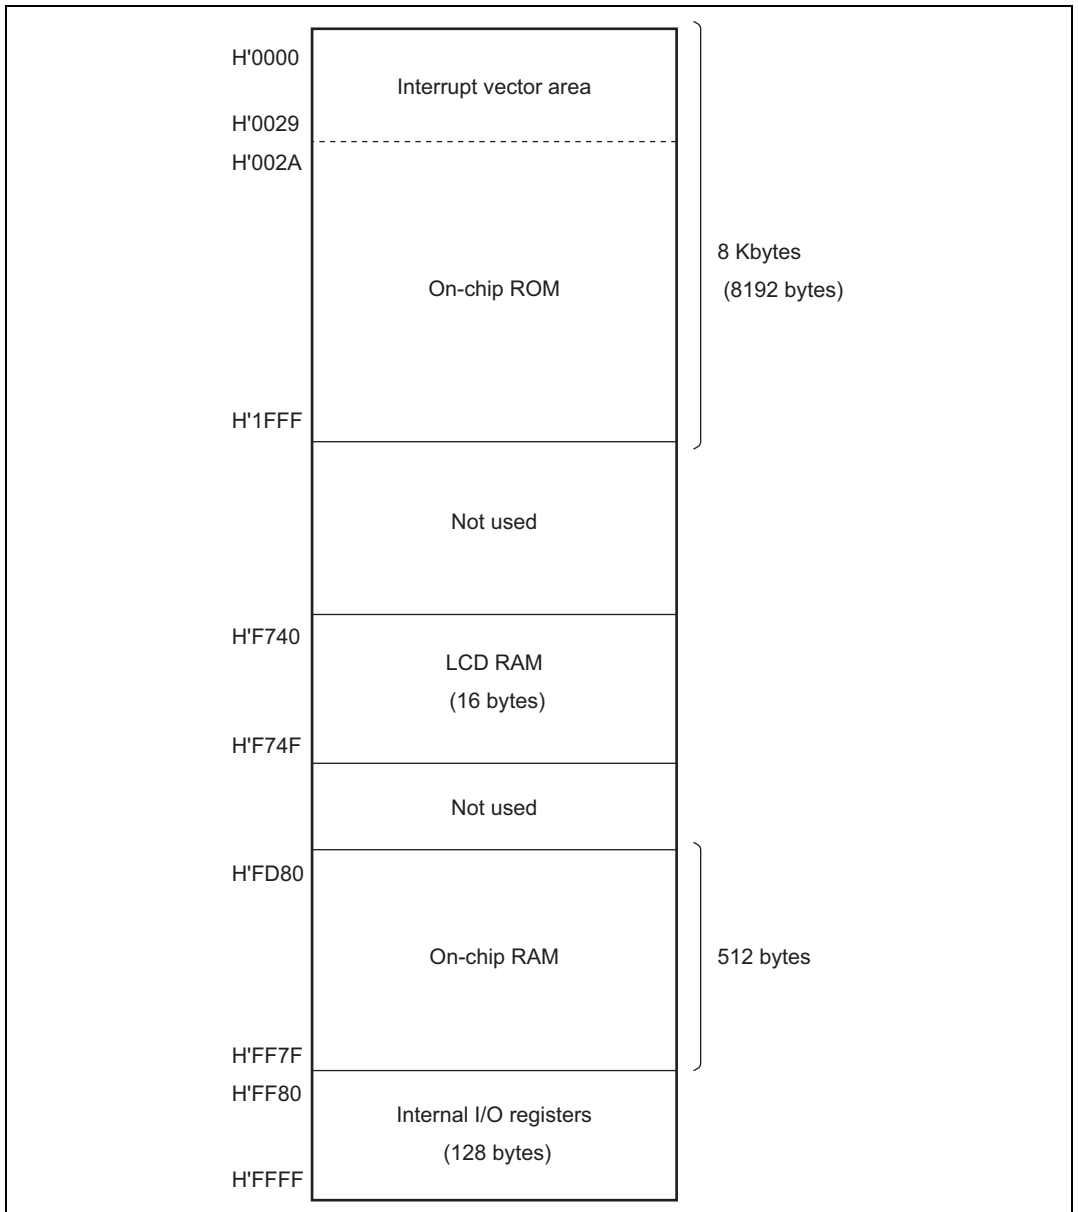 H'0000
Interrupt vector area
H'0029
H'002A
8 Kbytes
(8192 bytes)
On-chip ROM
H'1FFF
Not used
H'F740
LCD RAM
(16 bytes)
H'F74F
Not used
H'FD80
On-chip RAM
512 bytes
H'FF7F
H'FF80
Internal I/O registers
(128 bytes)
H'FFFF